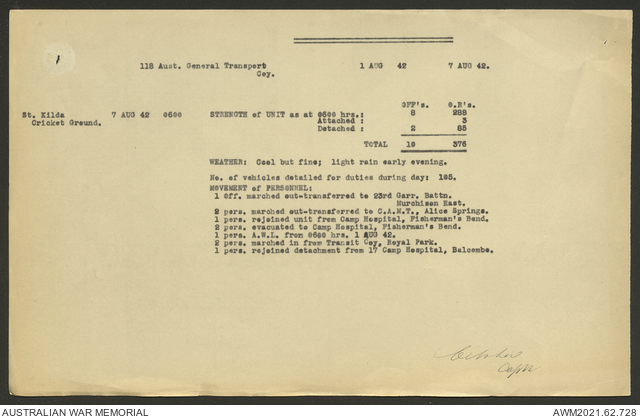 118 Aust. General Transport 1 AUG 42 7 AUG 42.
Coy.
OFF's. O.R's.
St. Kilda 7 AUG 42 0600 STRENGTH of UNIT as at 0600 hrs.: 8 288
Cricket Ground. Attached : 3
Detached : 2 85
TOTAL 10 376
WEATHER: Cool but fine; light rain early evening.
No. of vehicles detailed for duties during day: 105.
MOVEMENT of PERSONNEL:
1 Off. marched out-transferred to 23rd Garr. Battn.
Murchison East.
2 pers. marched out-transferred to C.A.M.T., Alice Springs.
1 pers. rejoined unit from Camp Hospital, Fisherman's Bend.
2 pers. evacuated to Camp Hospital, Fisherman's Bend.
1 pers. A.W.L. from 0600 hrs. 1 AUG 42.
2 pers. marched in from Transit Coy, Royal Park.
1 pers. rejoined detachment from 17 Camp Hospital, Balcombe.
Capt
AUSTRALIAN WAR MEMORIAL AWM2021.62.728